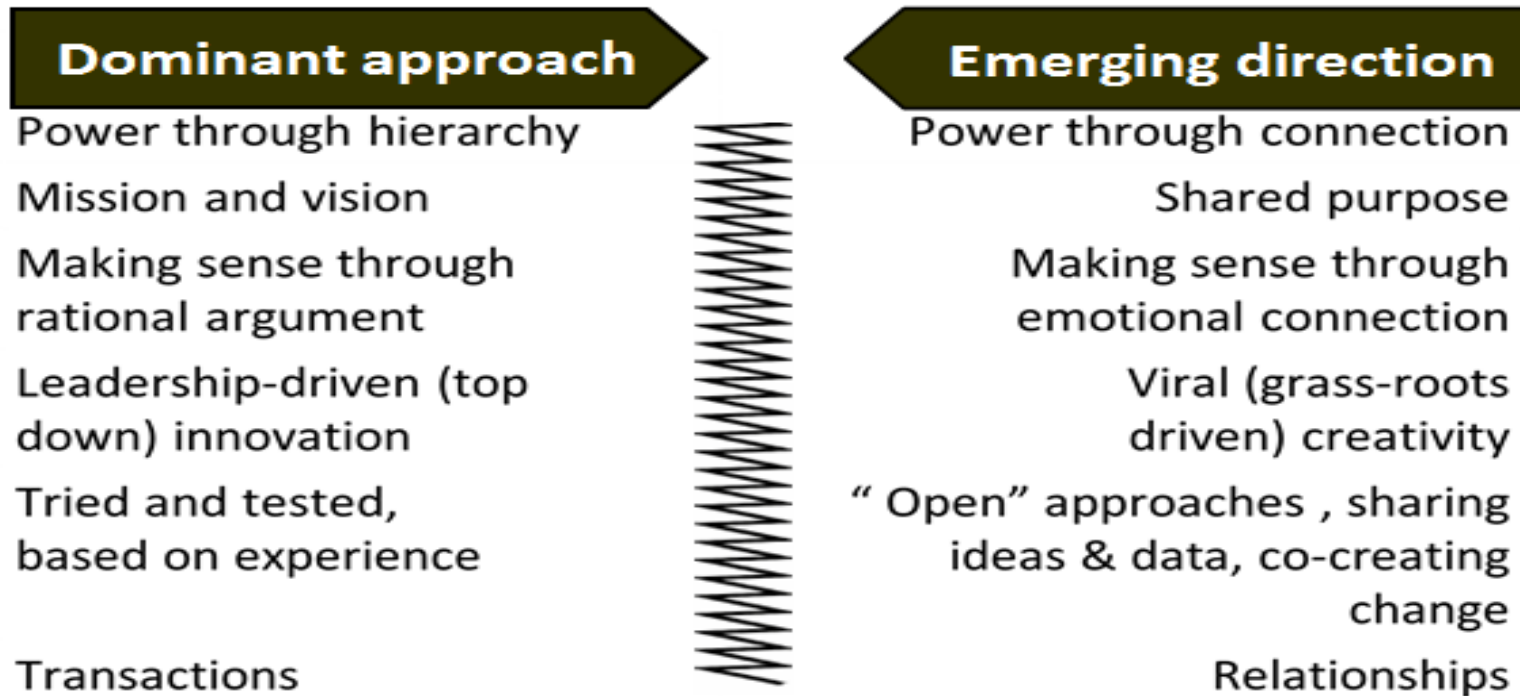 Dominant approach
Power through hierarchy
Mission and vision
Making sense through
rational argument
Leadership-driven (top
down) innovation
Tried and tested,
based on experience
Transactions
Emerging direction
Power through connection
Shared purpose
Making sense through
emotional connection
Viral (grass-roots
driven) creativity
“ Open” approaches , sharing
ideas & data, co-creating
change
Relationships